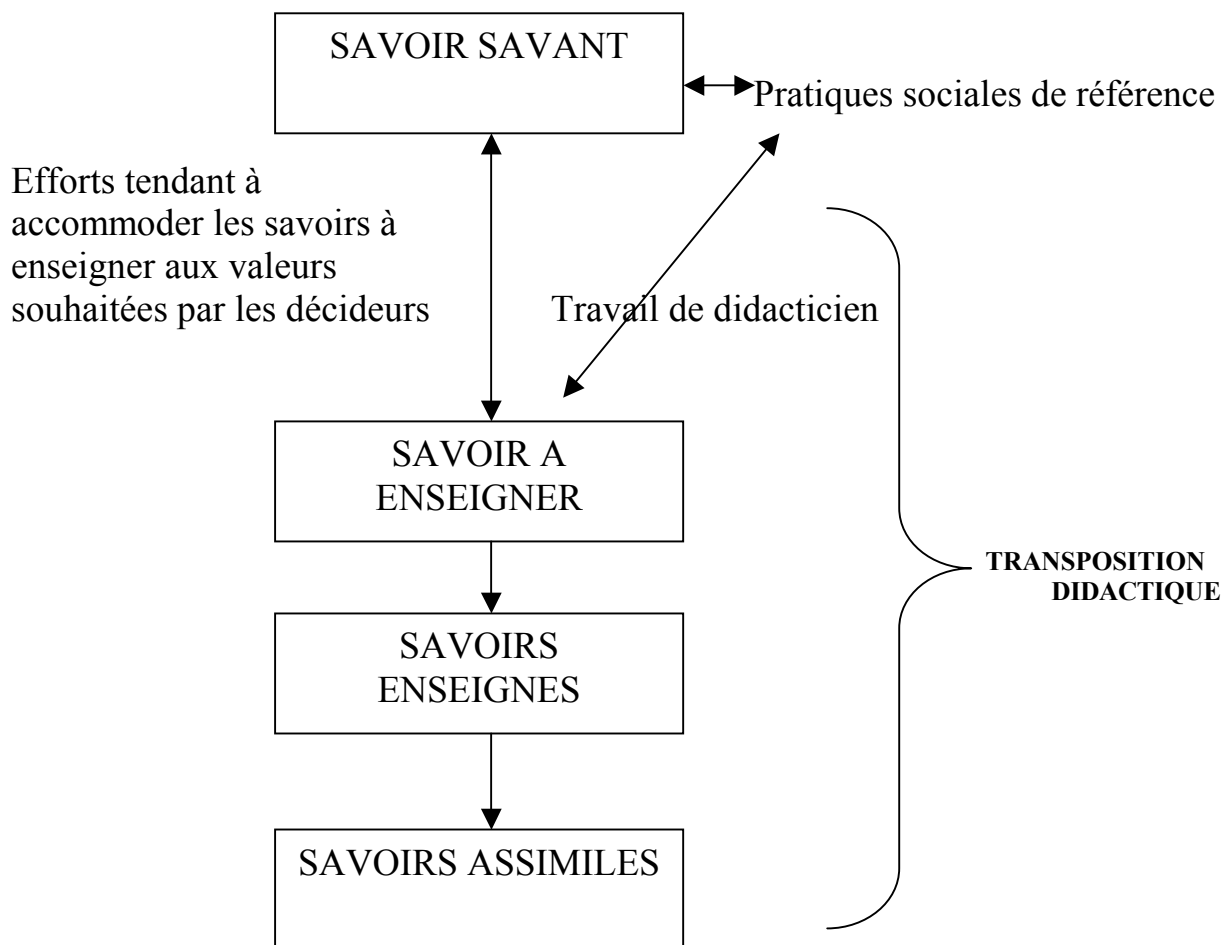 SAVOIR SAVANT
Pratiques sociales de référence
Efforts tendant à
accommoder les savoirs à
enseigner aux valeurs
souhaitées par les décideurs
Travail de didacticien
SAVOIR A
ENSEIGNER
TRANSPOSITION
DIDACTIQUE
SAVOIRS
ENSEIGNES
SAVOIRS ASSIMILES